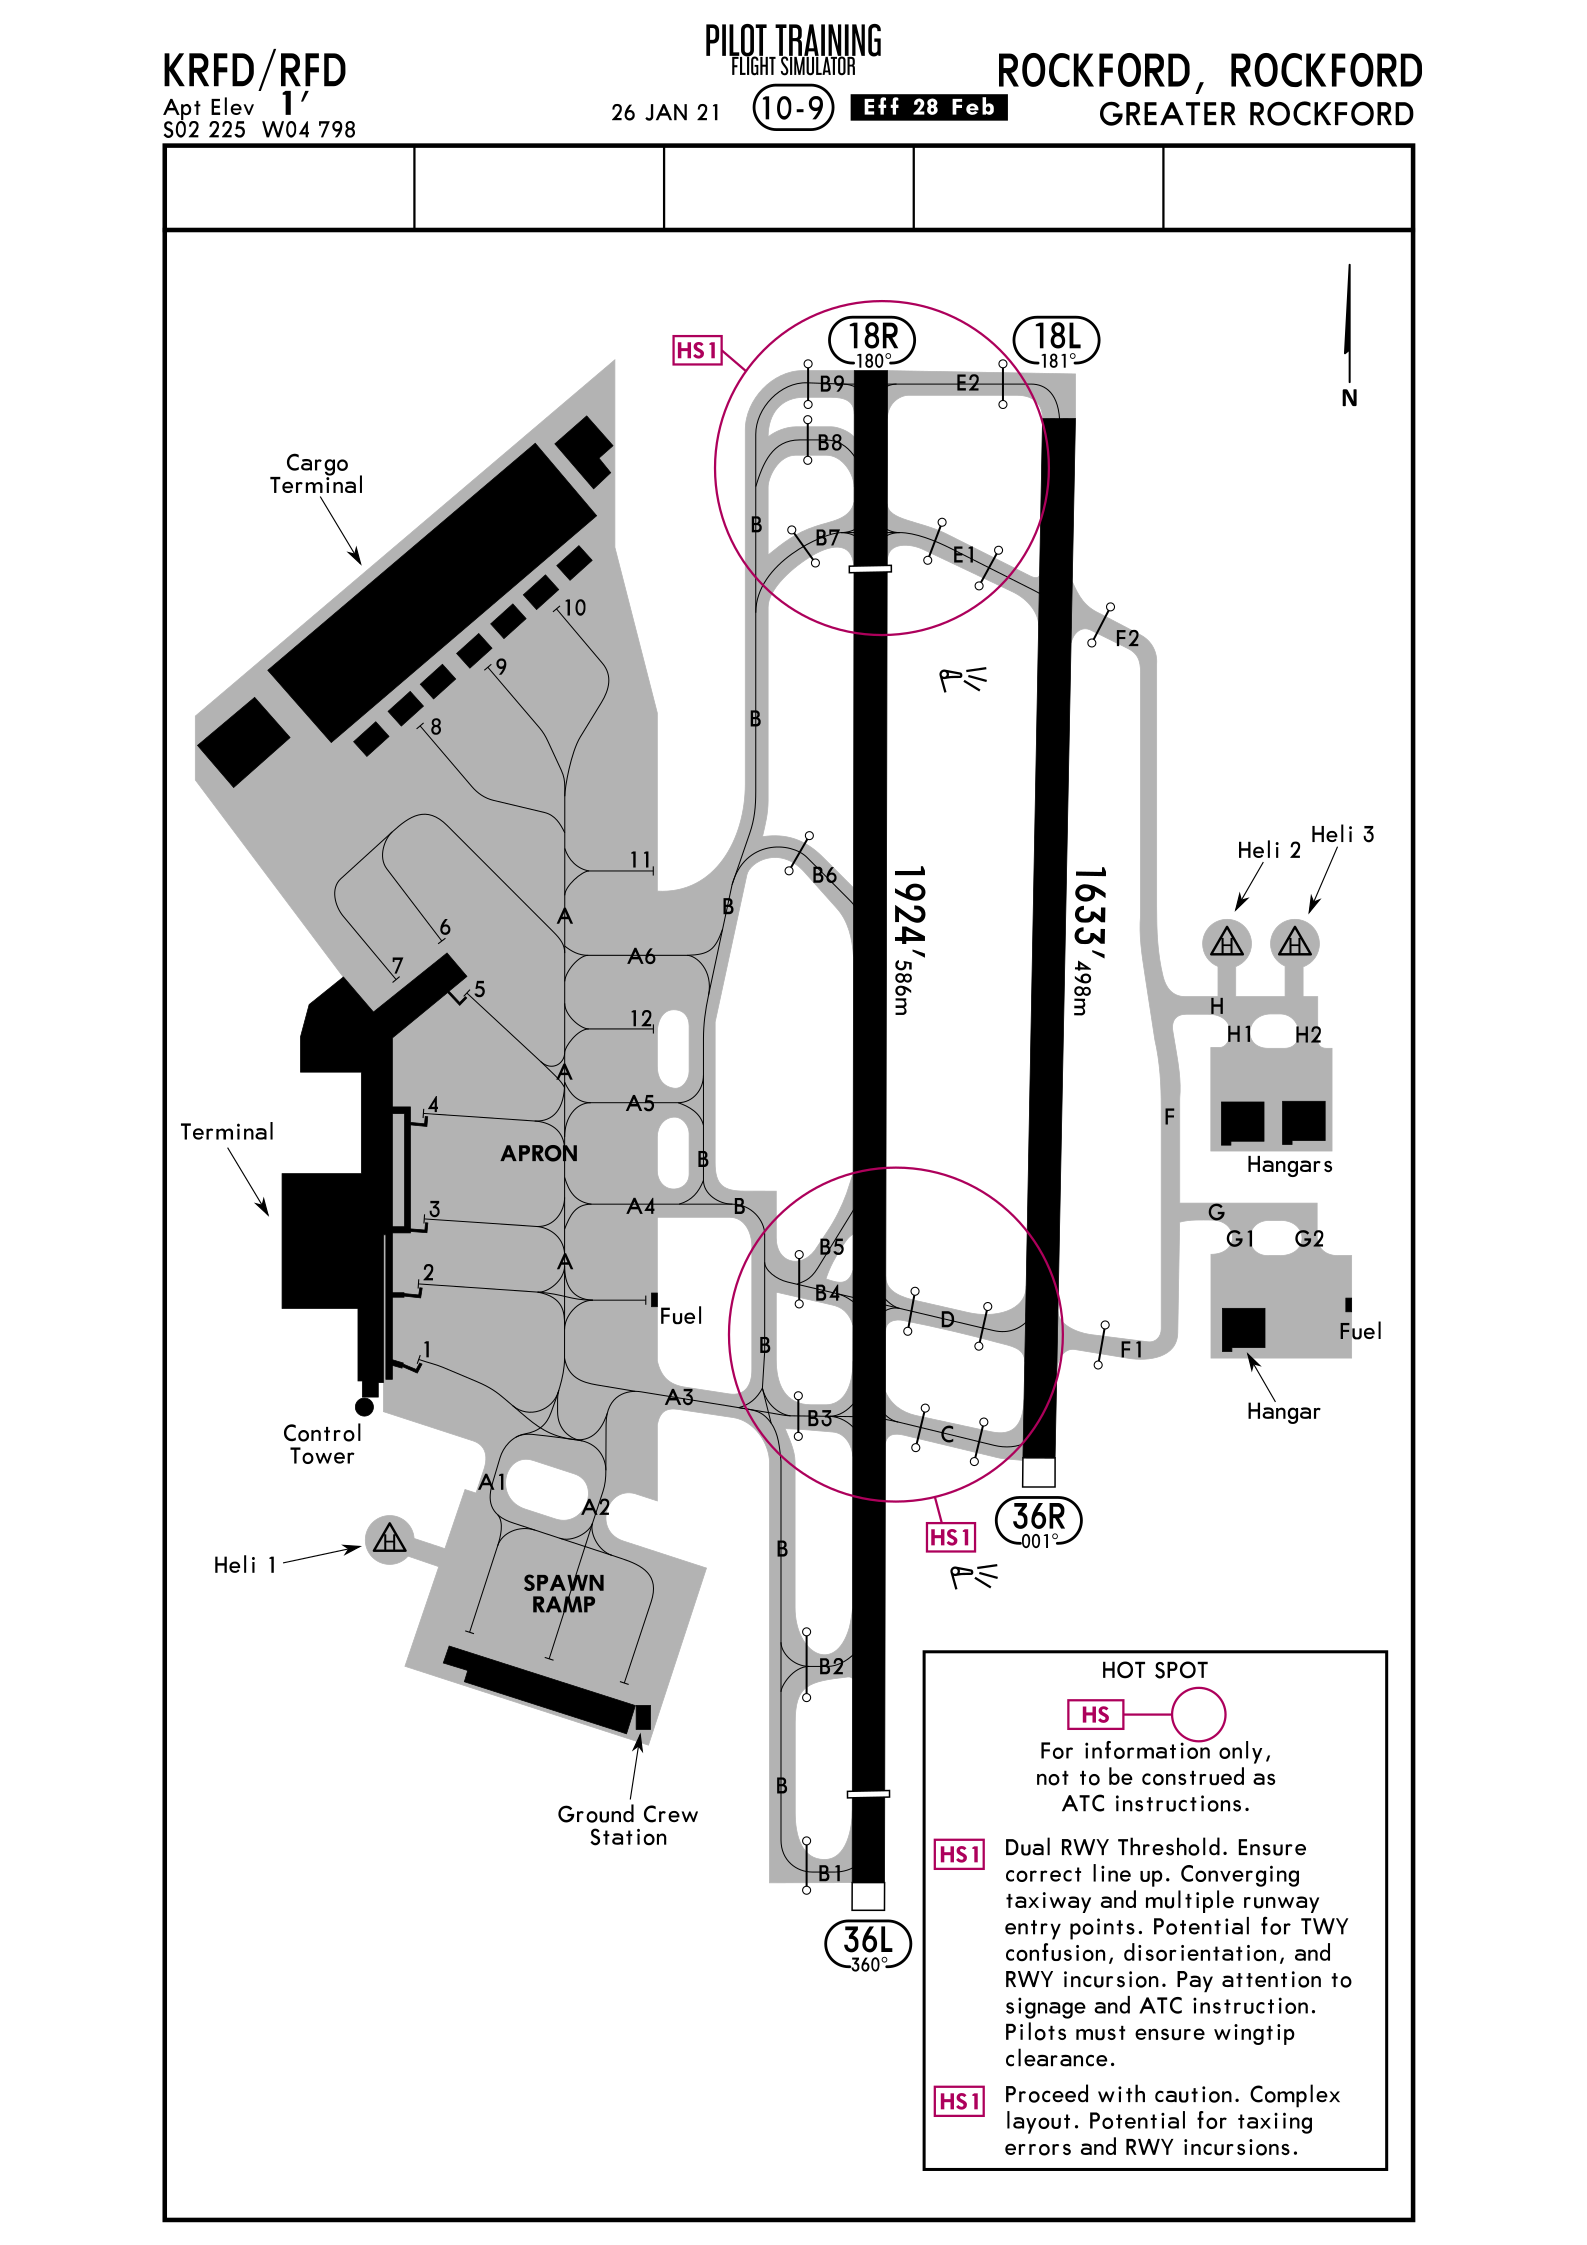 PILOT TRAINING
FLIGHT SIMULATOR
KRFD/RFD
Apt Elev 1'
S02 225 W04 798
26 JAN 21
10-9
Eff 28 Feb
ROCKFORD, ROCKFORD
GREATER ROCKFORD
N
HS1
18R
180°
18L
181°
B9
E2
B8
B
B7
E1
F2
Cargo
Terminal
10
9
8
B
11
A
A6
B
B6
1924'
586m
1633'
498m
Heli 2
Heli 3
H
H
H
H1
H2
Hangars
6
7
5
12
A
A5
4
Terminal
APRON
B
F
A4
B
3
A
2
Fuel
1
B5
B4
D
B
F1
G
G1
G2
Fuel
Hangar
A3
B3
C
Control
Tower
A1
A2
HS1
36R
001°
H
Heli 1
SPAWN
RAMP
B
B2
B
B1
Ground Crew
Station
36L
360°
HOT SPOT
HS
For information only,
not to be construed as
ATC instructions.
HS1
Dual RWY Threshold. Ensure
correct line up. Converging
taxiway and multiple runway
entry points. Potential for TWY
confusion, disorientation, and
RWY incursion. Pay attention to
signage and ATC instruction.
Pilots must ensure wingtip
clearance.
HS1
Proceed with caution. Complex
layout. Potential for taxiing
errors and RWY incursions.